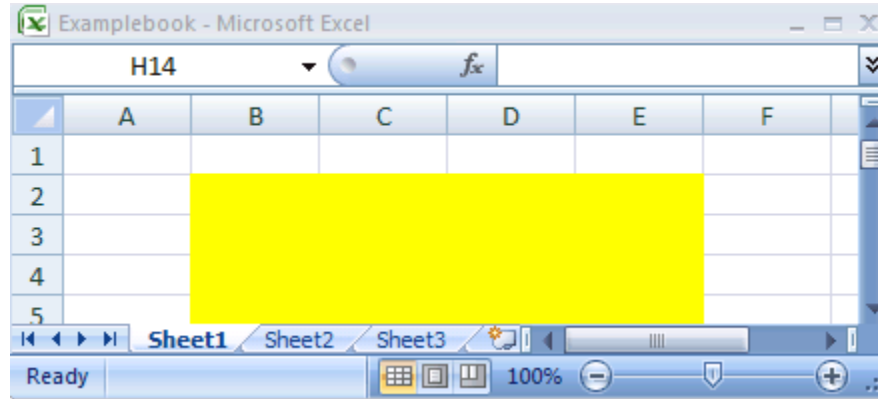 Examplebook - Microsoft Excel
H14 fx
A B C D E F
1
2
3
4
5
Sheet1 Sheet2 Sheet3
Ready 100%